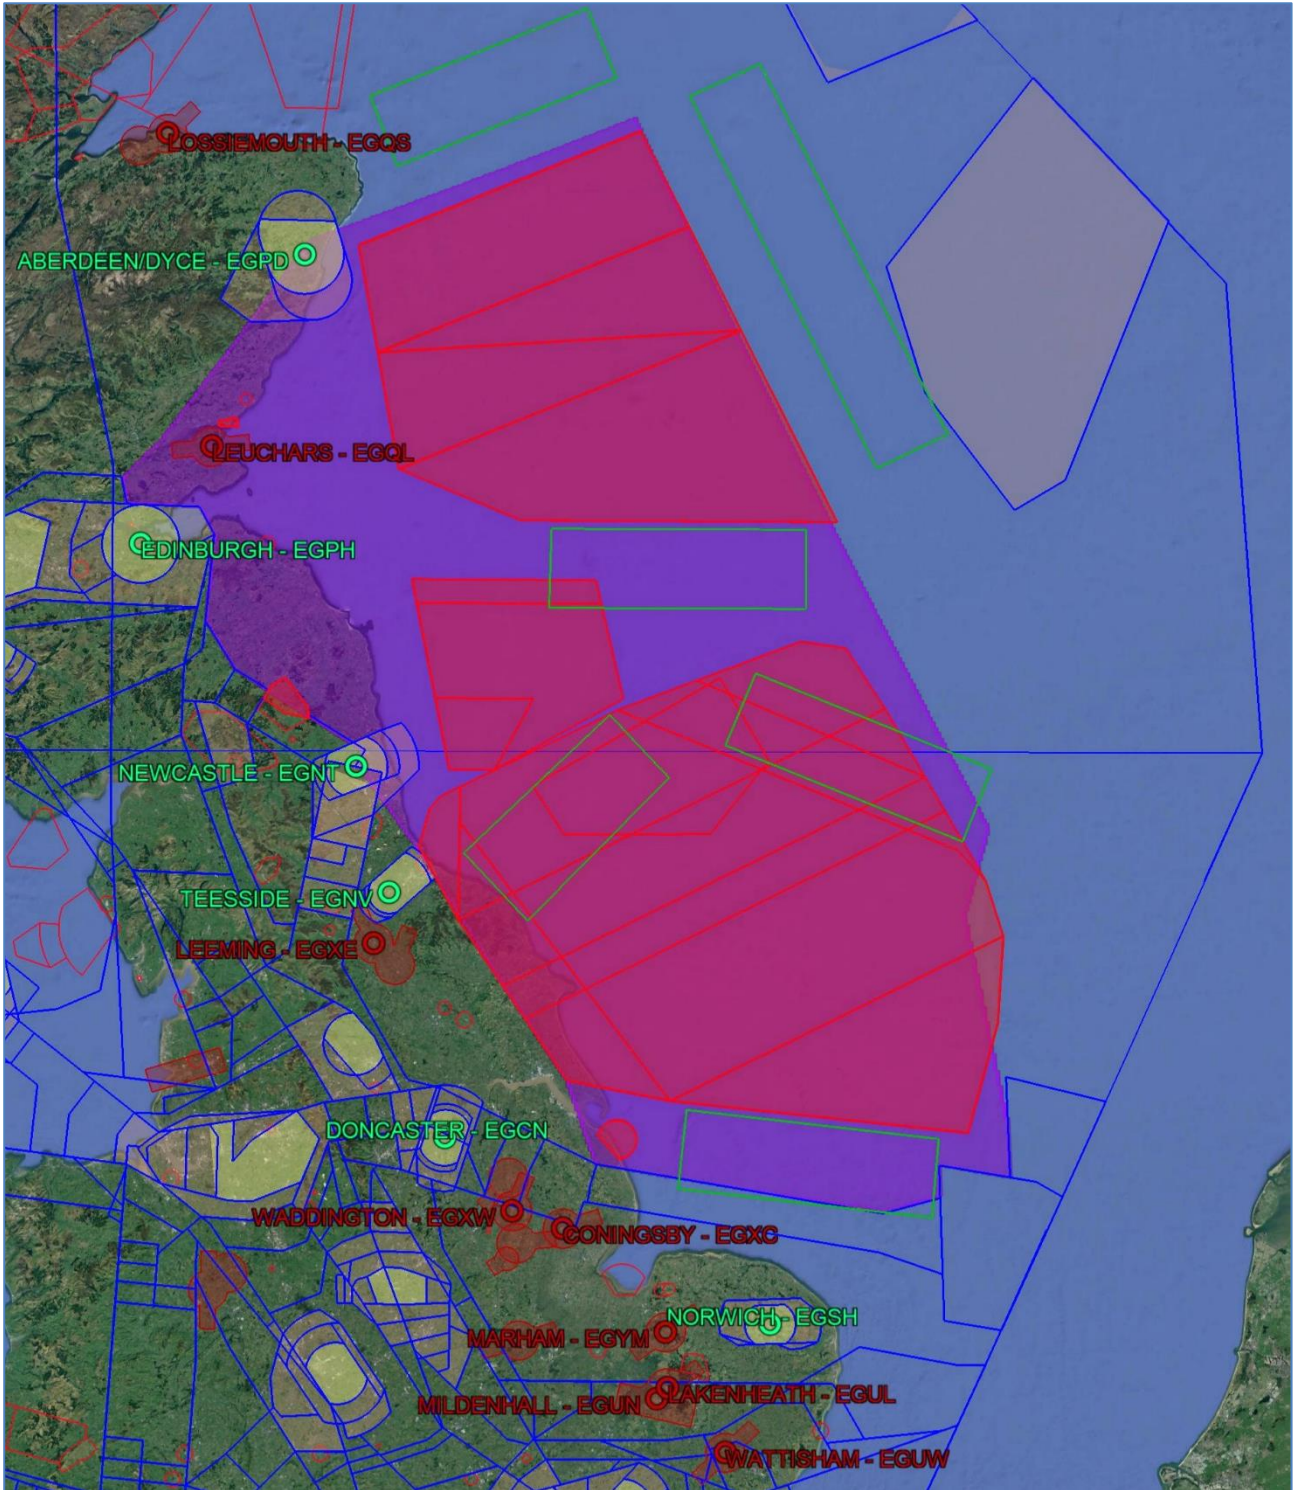 LOSSIEMOUTH - EGQS
ABERDEEN/DYCE - EGPD
LEUCHARS - EGQL
EDINBURGH - EGPH
NEWCASTLE - EGNT
TEESSIDE - EGNV
LEEMING - EGXE
DONCASTER - EGCN
WADDINGTON - EGXW
CONINGSBY - EGXC
NORWICH - EGSH
MARHAM - EGYM
LAKENHEATH - EGUL
MILDENHALL - EGUN
WATTISHAM - EGUW